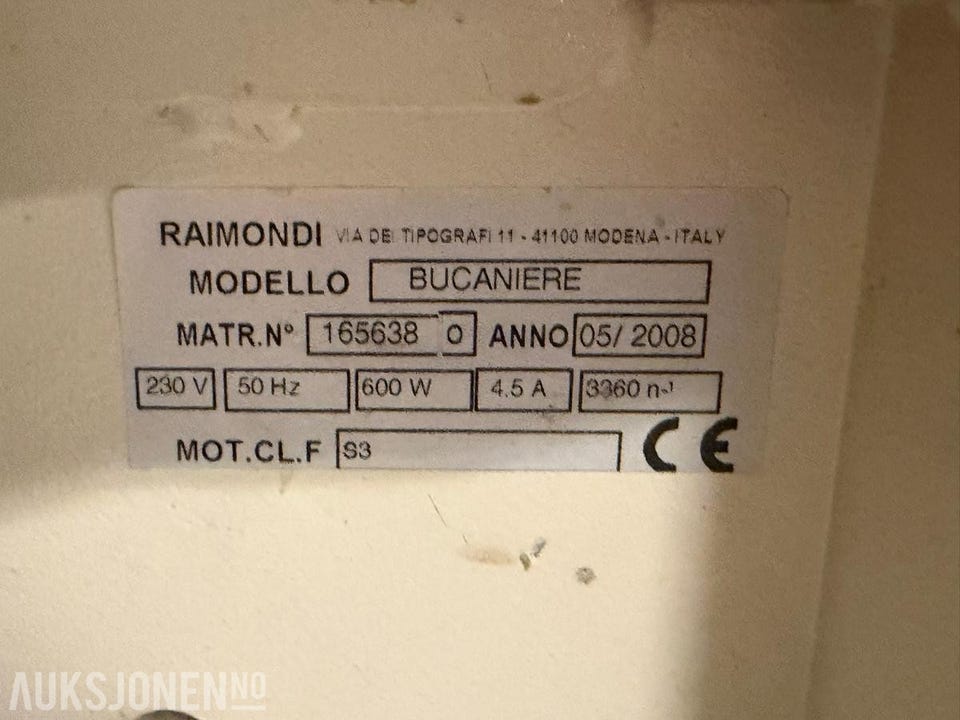 RAIMONDI VIA DEI TIPOGRAFI 11 - 41100 MODENA - ITALY
MODELLO BUCANIERE
MATR.N° 165638 0 ANNO 05/ 2008
230 V 50 Hz 600 W 4.5 A 3360 n-¹
MOT.CL.F S3 CE
AUKSJONEN NO